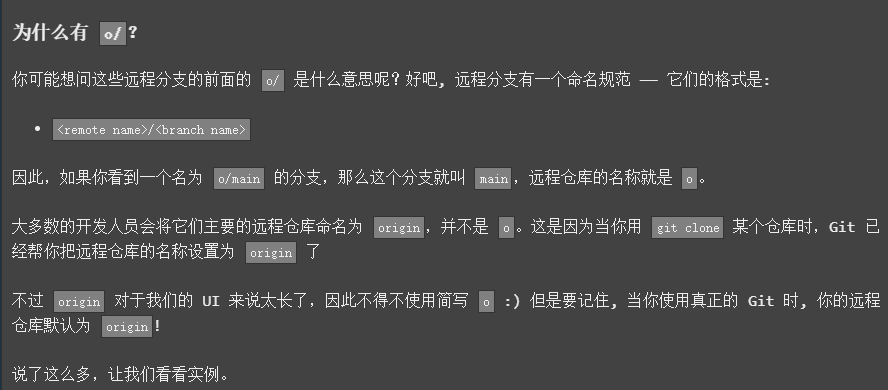 为什么有 o/？
你可能想问这些远程分支的前面的 o/ 是什么意思呢？好吧, 远程分支有一个命名规范 —— 它们的格式是:
• <remote name>/<branch name>
因此，如果你看到一个名为 o/main 的分支，那么这个分支就叫 main，远程仓库的名称就是 o。
大多数的开发人员会将它们主要的远程仓库命名为 origin，并不是 o。这是因为当你用 git clone 某个仓库时，Git 已
经帮你把远程仓库的名称设置为 origin 了
不过 origin 对于我们的 UI 来说太长了，因此不得不使用简写 o :) 但是要记住, 当你使用真正的 Git 时, 你的远程
仓库默认为 origin!
说了这么多，让我们看看实例。